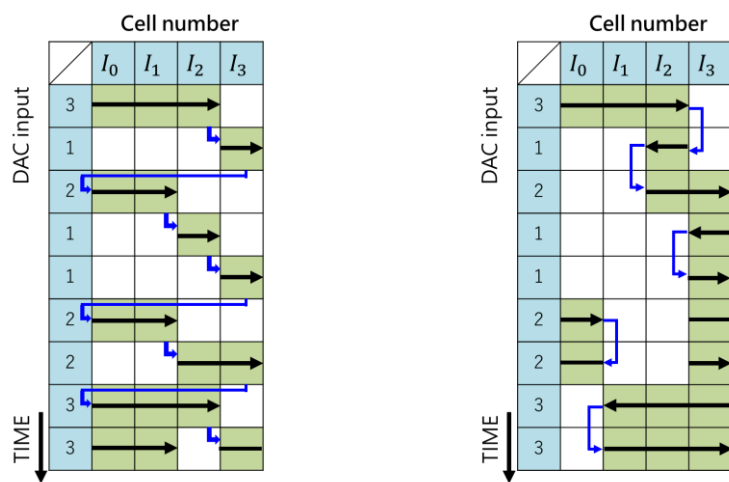 Cell number
I₀ I₁ I₂ I₃
DAC input
3
1
2
1
1
2
2
3
3
TIME
Cell number
I₀ I₁ I₂ I₃
DAC input
3
1
2
1
1
2
2
3
3
TIME